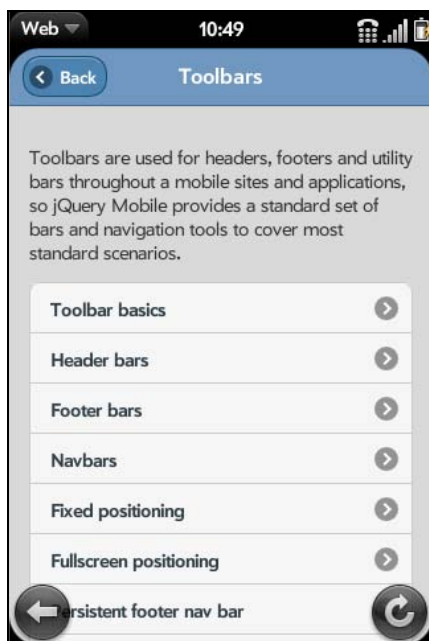 Web
10:49
Back
Toolbars
Toolbars are used for headers, footers and utility
bars throughout a mobile sites and applications,
so jQuery Mobile provides a standard set of
bars and navigation tools to cover most
standard scenarios.
Toolbar basics
Header bars
Footer bars
Navbars
Fixed positioning
Fullscreen positioning
footer nav bar